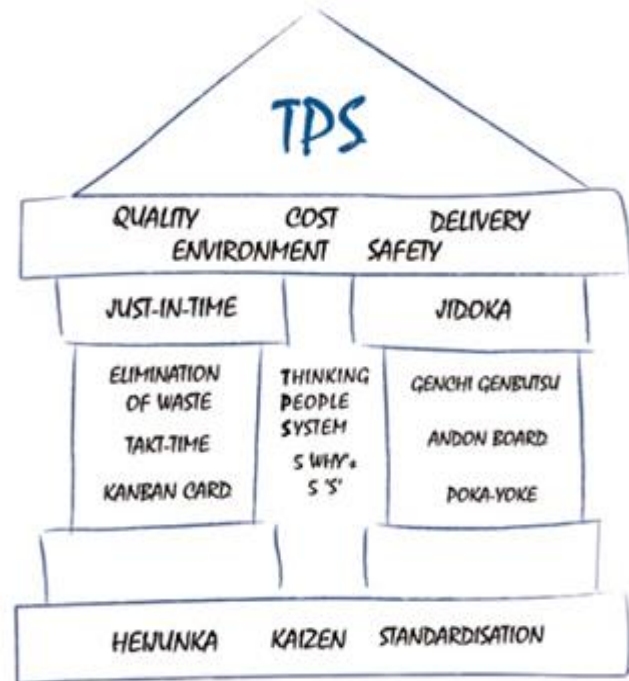 TPS
QUALITY COST DELIVERY
ENVIRONMENT SAFETY
JUST-IN-TIME
JIDOKA
ELIMINATION
OF WASTE
TAKT-TIME
KANBAN CARD
THINKING
PEOPLE
SYSTEM
5 WHY's
5 'S'
GENCHI GENBUTSU
ANDON BOARD
POKA-YOKE
HEIJUNKA KAIZEN STANDARDISATION